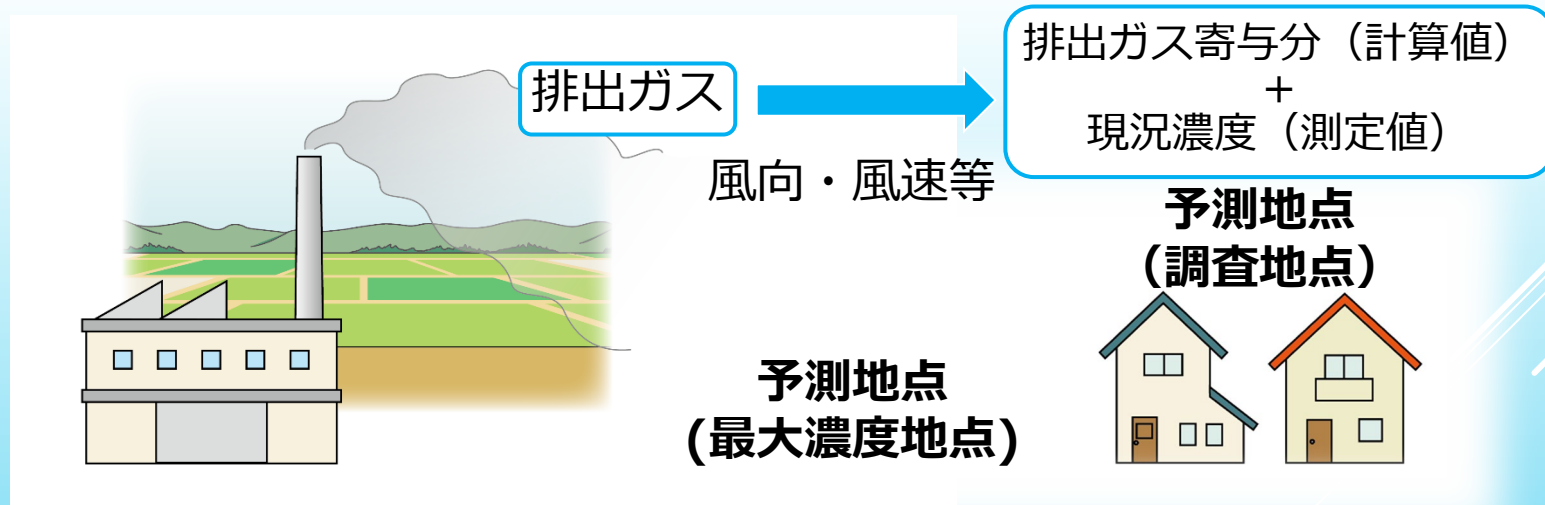 排出ガス
風向・風速等
排出ガス寄与分（計算値）
+
現況濃度（測定値）
予測地点
（調査地点）
予測地点
(最大濃度地点)